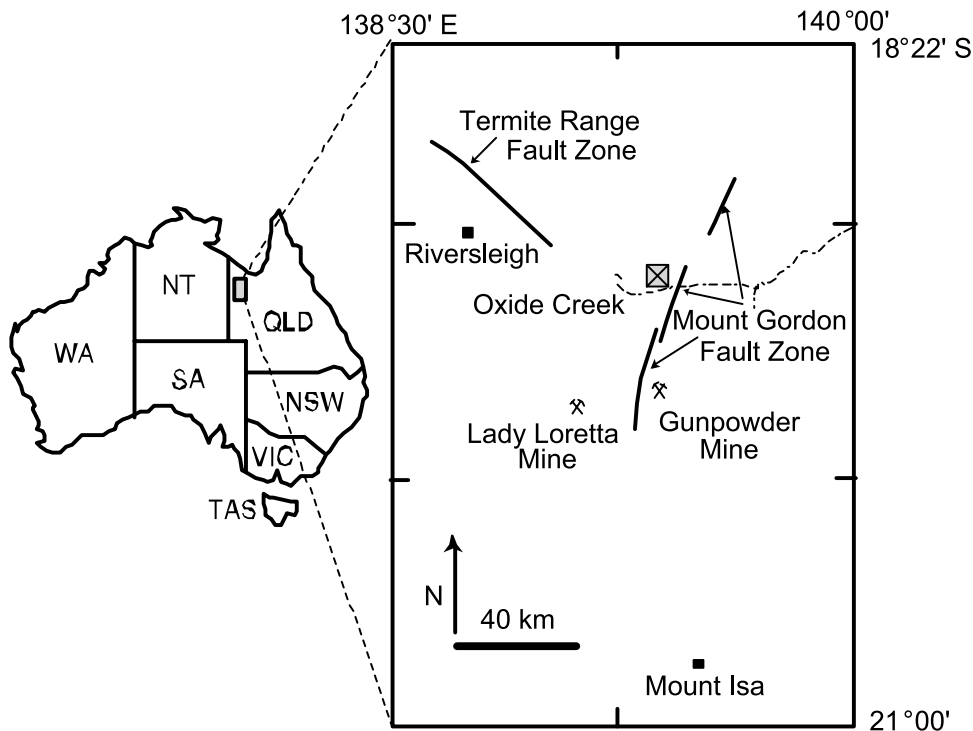 138°30' E
140°00'
18°22' S
Termite Range
Fault Zone
Riversleigh
Oxide Creek
Mount Gordon
Fault Zone
Lady Loretta
Mine
Gunpowder
Mine
NT
QLD
WA
SA
NSW
VIC
TAS
N
40 km
Mount Isa
21°00'